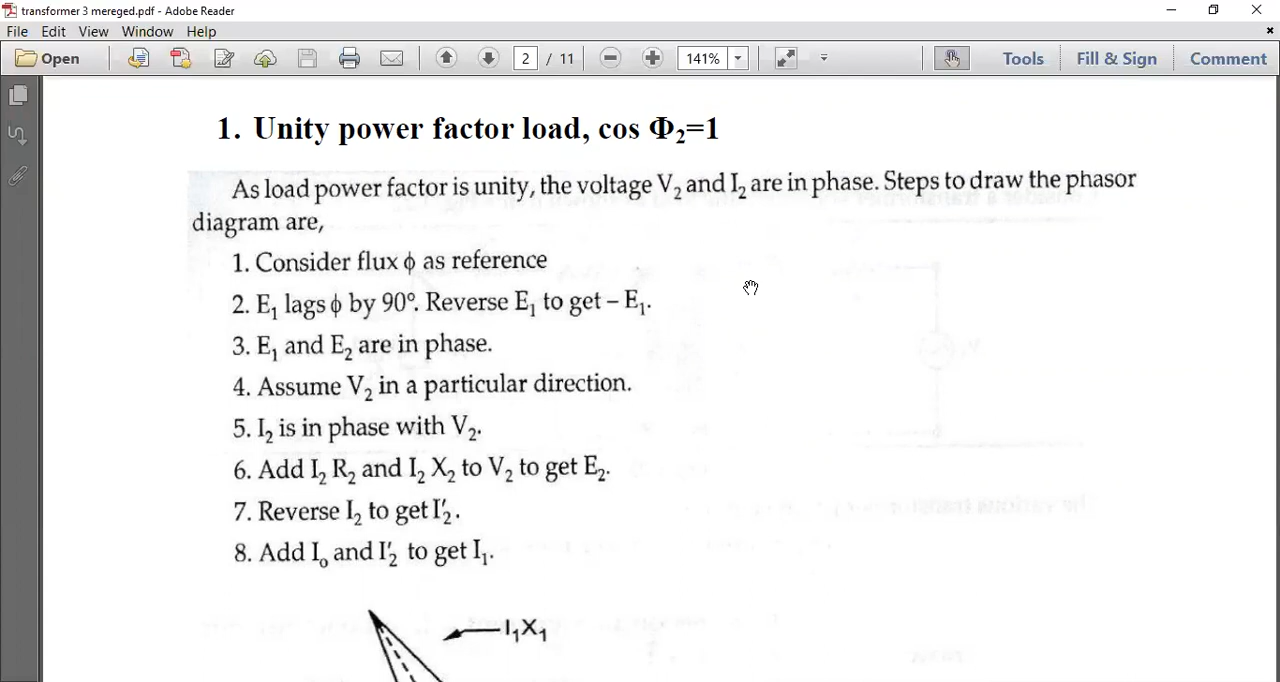 transformer 3 mereged.pdf - Adobe Reader
File Edit View Window Help
Open 2 / 11 141% Tools Fill & Sign Comment
1. Unity power factor load, cos Φ₂=1
As load power factor is unity, the voltage V₂ and I₂ are in phase. Steps to draw the phasor
diagram are,
1. Consider flux ϕ as reference
2. E₁ lags ϕ by 90°. Reverse E₁ to get – E₁.
3. E₁ and E₂ are in phase.
4. Assume V₂ in a particular direction.
5. I₂ is in phase with V₂.
6. Add I₂ R₂ and I₂ X₂ to V₂ to get E₂.
7. Reverse I₂ to get I₂′.
8. Add Iₒ and I₂′ to get I₁.
I₁X₁